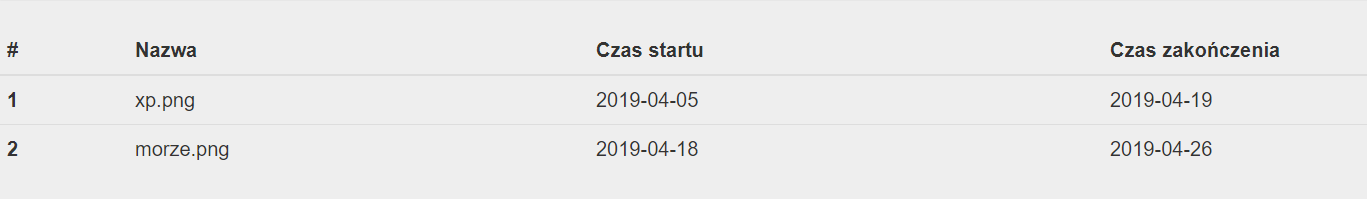 # Nazwa Czas startu Czas zakończenia
1 xp.png 2019-04-05 2019-04-19
2 morze.png 2019-04-18 2019-04-26